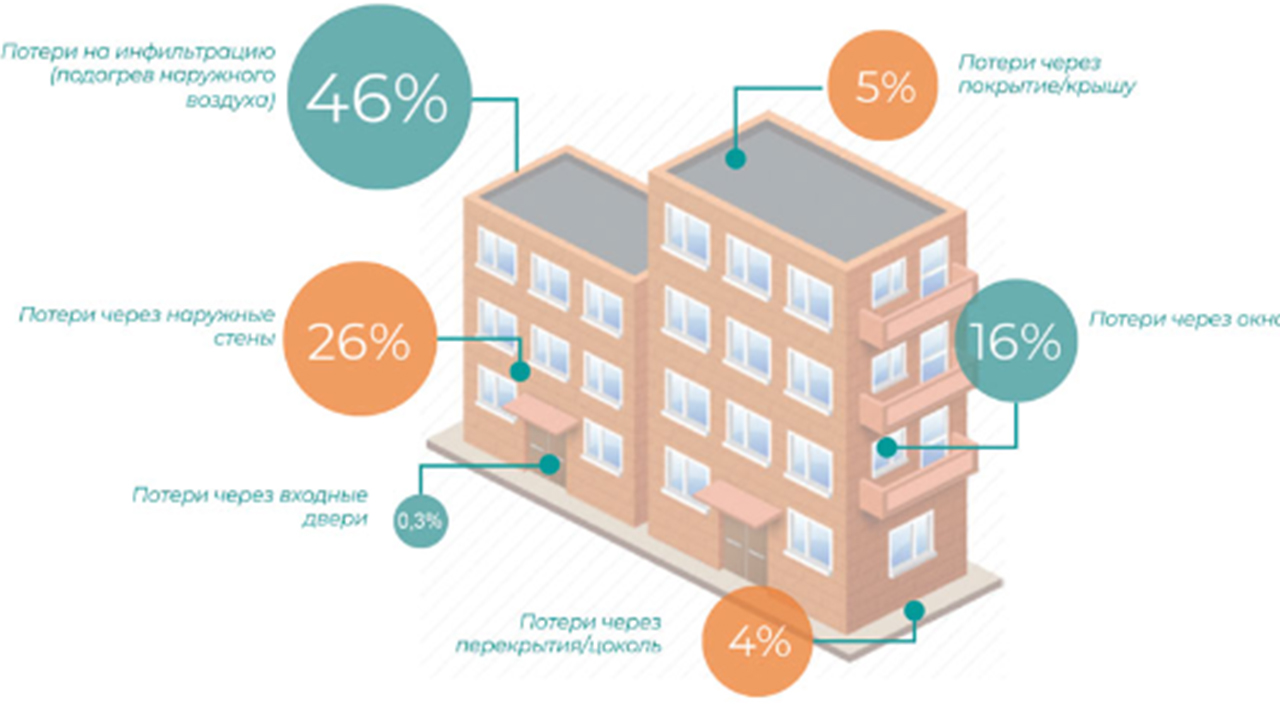 Потери на инфильтрацию
(подогрев наружного
воздуха)
46%
5%
Потери через
покрытие/крышу
Потери через наружные
стены
26%
16%
Потери через окна
Потери через входные
двери
0,3%
Потери через
перекрытия/цоколь
4%